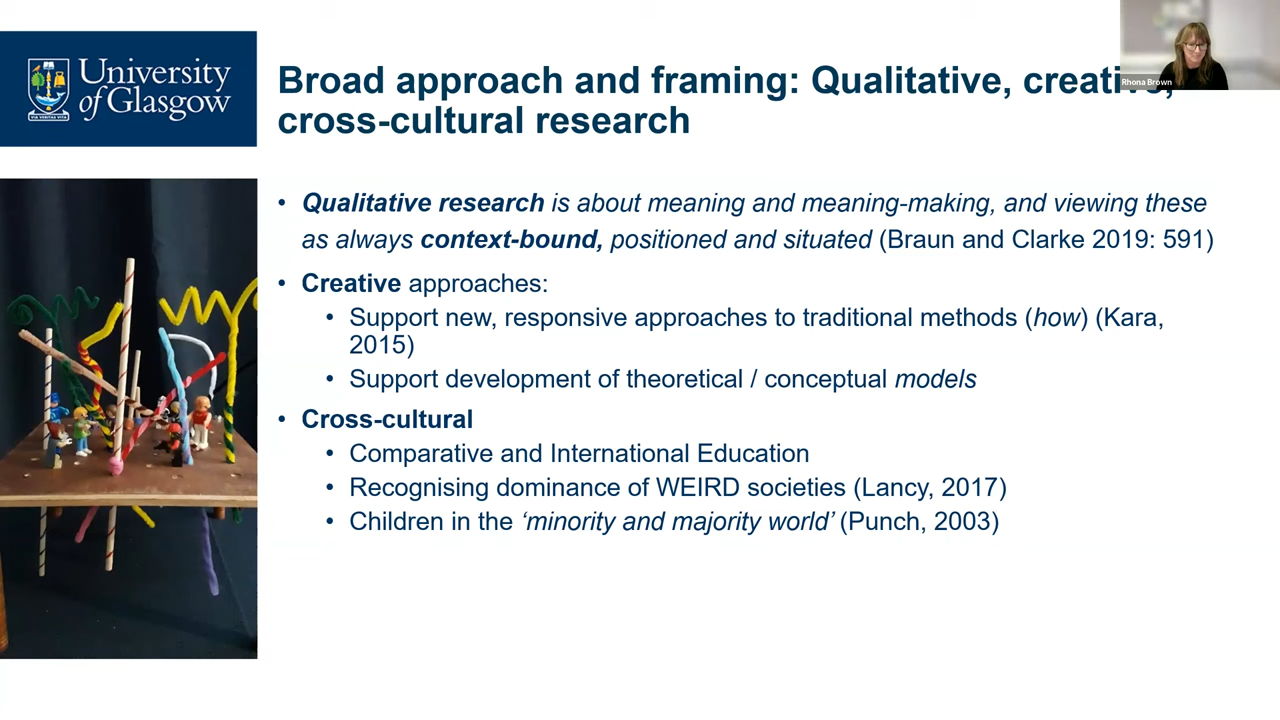 University
of Glasgow
VIA VERITAS VITA
Broad approach and framing: Qualitative, creative,
cross-cultural research
Rhona Brown
• Qualitative research is about meaning and meaning-making, and viewing these
as always context-bound, positioned and situated (Braun and Clarke 2019: 591)
• Creative approaches:
• Support new, responsive approaches to traditional methods (how) (Kara,
2015)
• Support development of theoretical / conceptual models
• Cross-cultural
• Comparative and International Education
• Recognising dominance of WEIRD societies (Lancy, 2017)
• Children in the ‘minority and majority world’ (Punch, 2003)